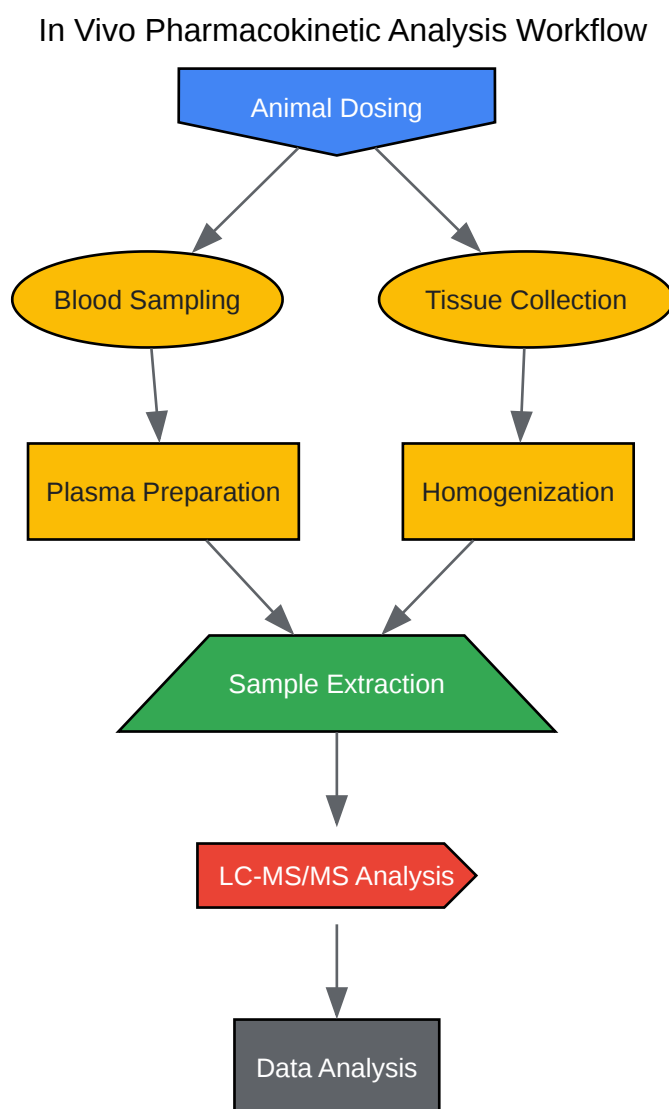 In Vivo Pharmacokinetic Analysis Workflow
Animal Dosing
Blood Sampling
Tissue Collection
Plasma Preparation
Homogenization
Sample Extraction
LC-MS/MS Analysis
Data Analysis